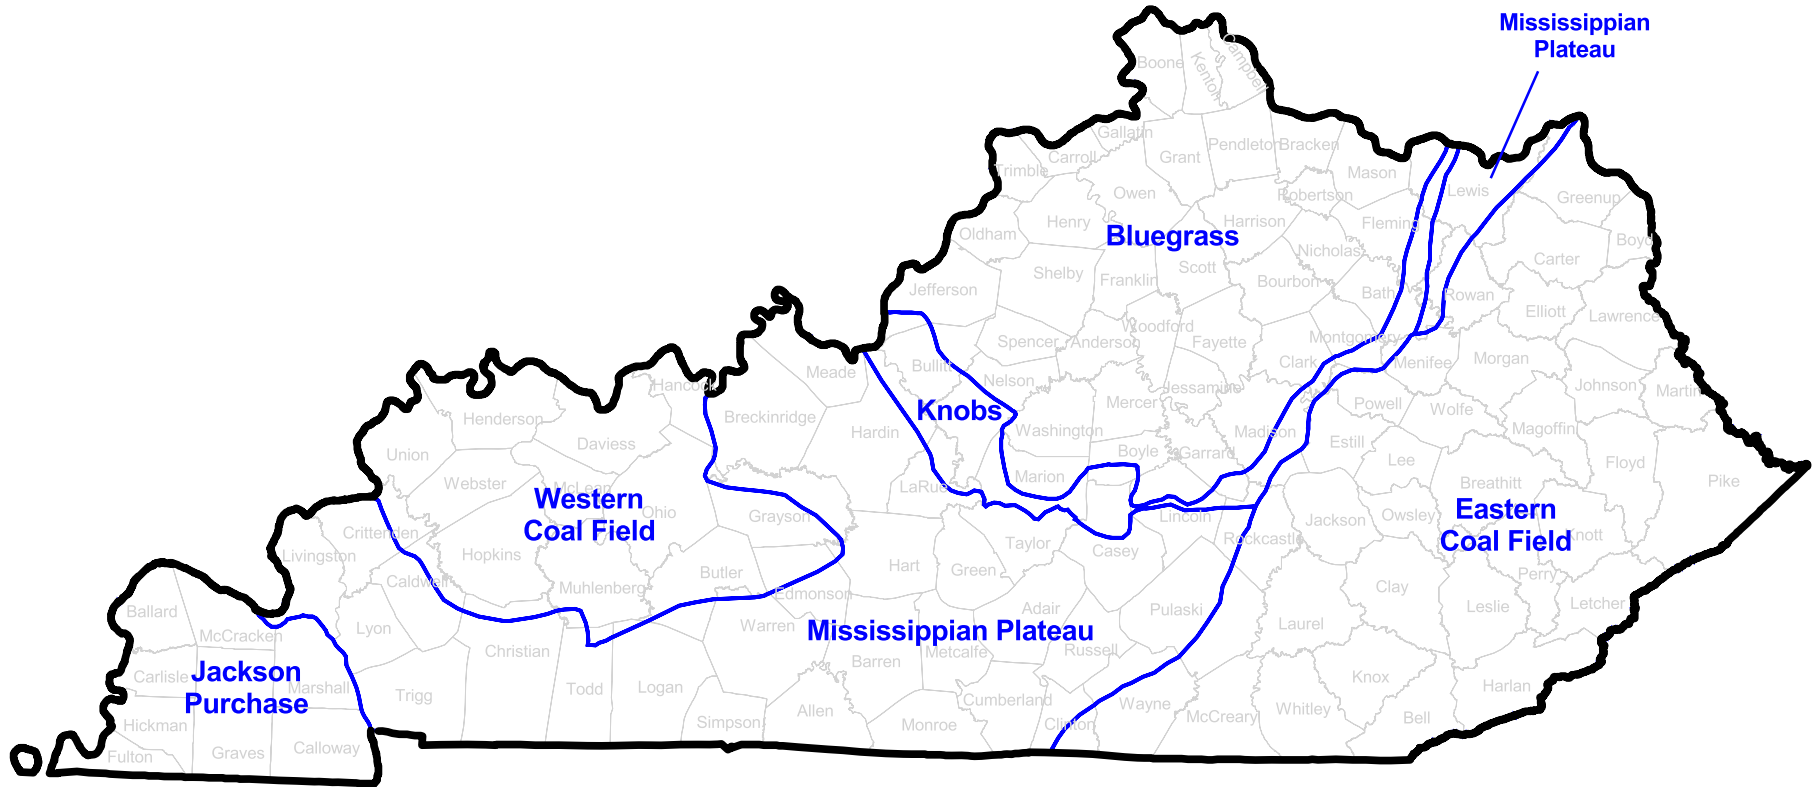 Mississippian
Plateau
Boone
Kenton
Campbell
Gallatin
Carroll
Trimble
Grant
Pendleton
Bracken
Mason
Lewis
Greenup
Owen
Robertson
Henry
Harrison
Fleming
Oldham
Bluegrass
Nicholas
Boyd
Shelby
Franklin
Scott
Bourbon
Carter
Jefferson
Bath
Rowan
Elliott
Lawrence
Woodford
Spencer
Anderson
Fayette
Montgomery
Bullitt
Clark
Menifee
Morgan
Meade
Nelson
Jessamine
Johnson
Martin
Hancock
Knobs
Mercer
Powell
Wolfe
Breckinridge
Henderson
Hardin
Washington
Madison
Magoffin
Daviess
Estill
Union
Boyle
Garrard
Lee
Floyd
Webster
McLean
LaRue
Marion
Breathitt
Pike
Western
Coal Field
Ohio
Grayson
Lincoln
Jackson
Owsley
Eastern
Coal Field
Knott
Crittenden
Livingston
Hopkins
Taylor
Casey
Rockcastle
Hart
Green
Butler
Caldwell
Muhlenberg
Edmonson
Clay
Perry
Ballard
Adair
Pulaski
Leslie
Letcher
McCracken
Lyon
Warren
Mississippian Plateau
Laurel
Christian
Barren
Metcalfe
Russell
Carlisle
Jackson
Purchase
Marshall
Trigg
Todd
Logan
Knox
Harlan
Cumberland
Wayne
Hickman
Simpson
Allen
Monroe
Clinton
McCreary
Whitley
Bell
Fulton
Graves
Calloway